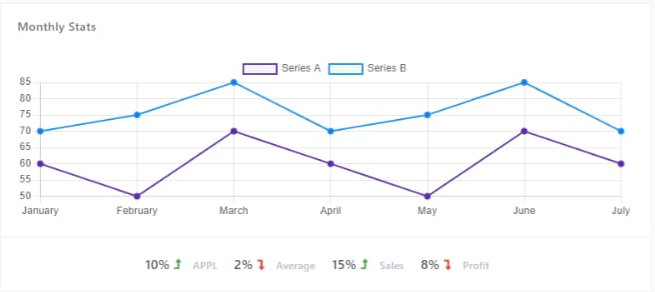 Monthly Stats
Series A Series B
85
80
75
70
65
60
55
50
January February March April May June July
10% APPL 2% Average 15% Sales 8% Profit